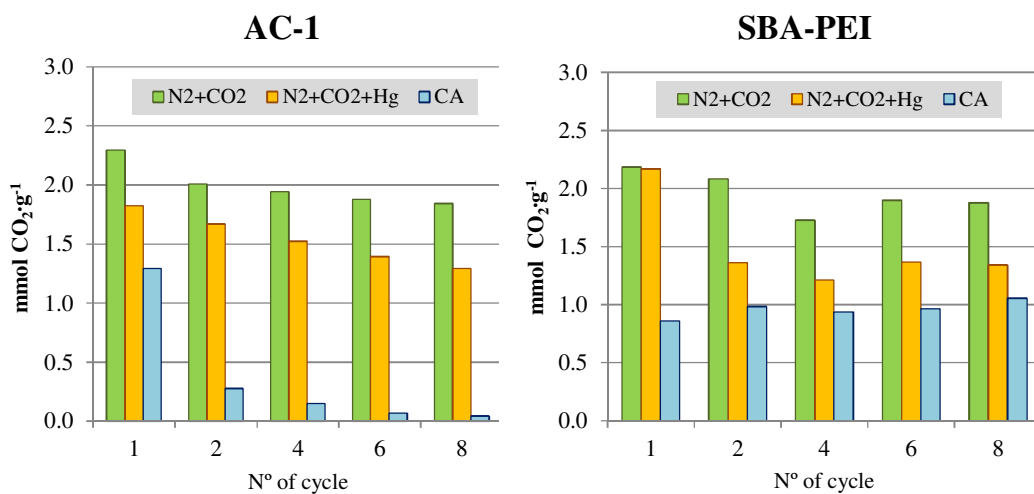 AC-1
3.0
2.5
2.0
1.5
1.0
0.5
0.0
mmol CO₂·g⁻¹
N2+CO2 N2+CO2+Hg CA
1 2 4 6 8
Nº of cycle
SBA-PEI
3.0
2.5
2.0
1.5
1.0
0.5
0.0
mmol CO₂·g⁻¹
N2+CO2 N2+CO2+Hg CA
1 2 4 6 8
Nº of cycle